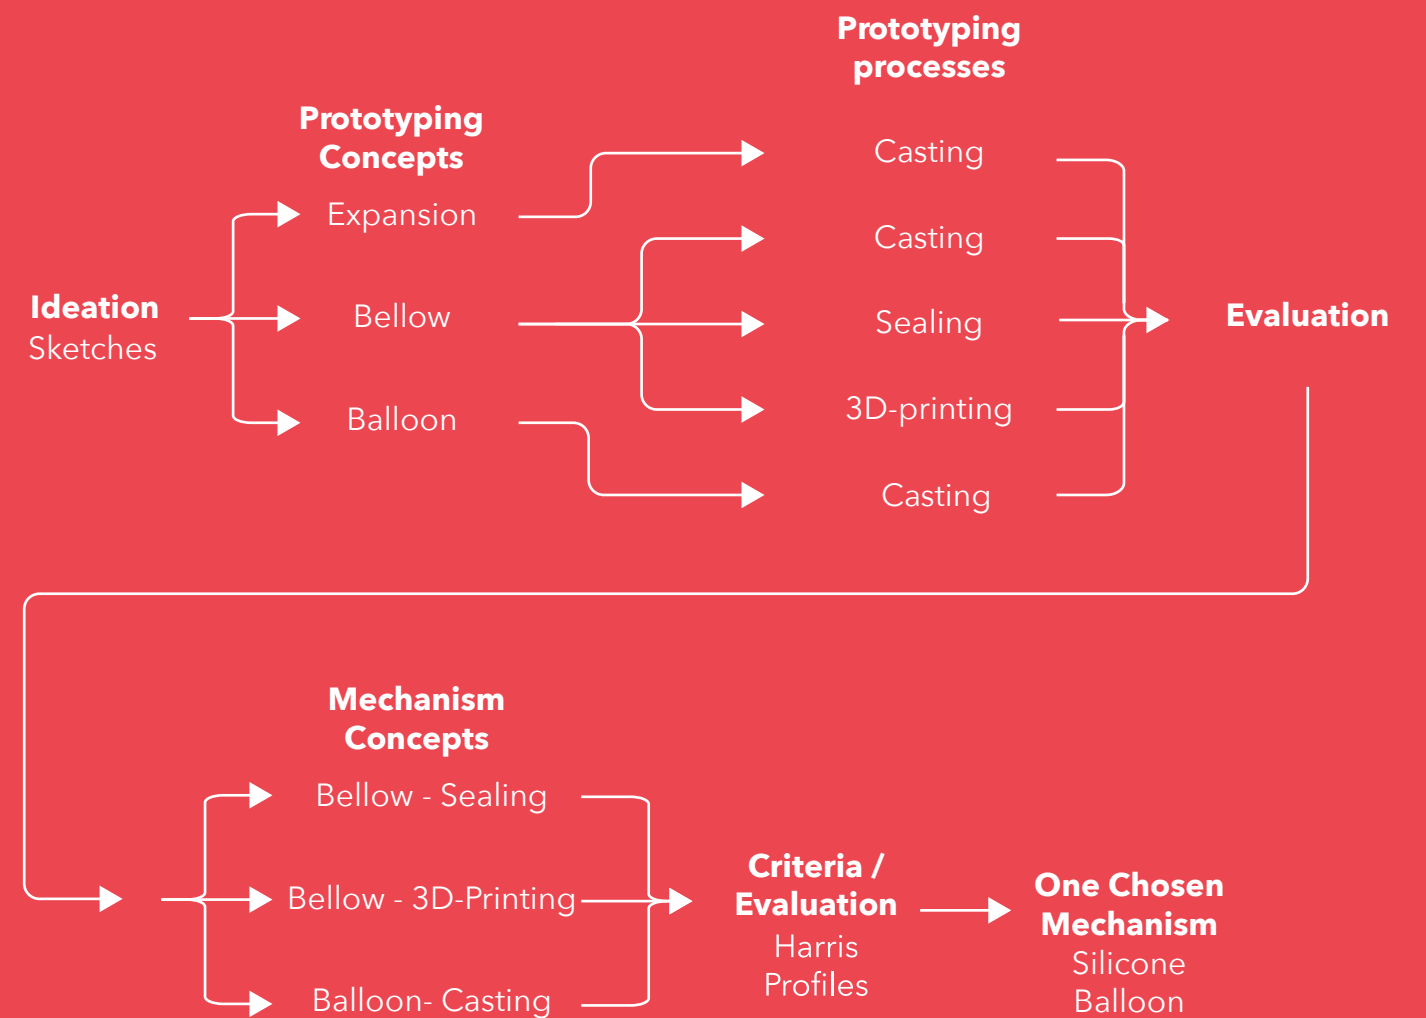 Prototyping
processes
Prototyping
Concepts
Casting
Expansion
Casting
Ideation
Sketches
Bellow
Sealing
Evaluation
Balloon
3D-printing
Casting
Mechanism
Concepts
Bellow - Sealing
Bellow - 3D-Printing
Balloon- Casting
Criteria /
Evaluation
Harris
Profiles
One Chosen
Mechanism
Silicone
Balloon